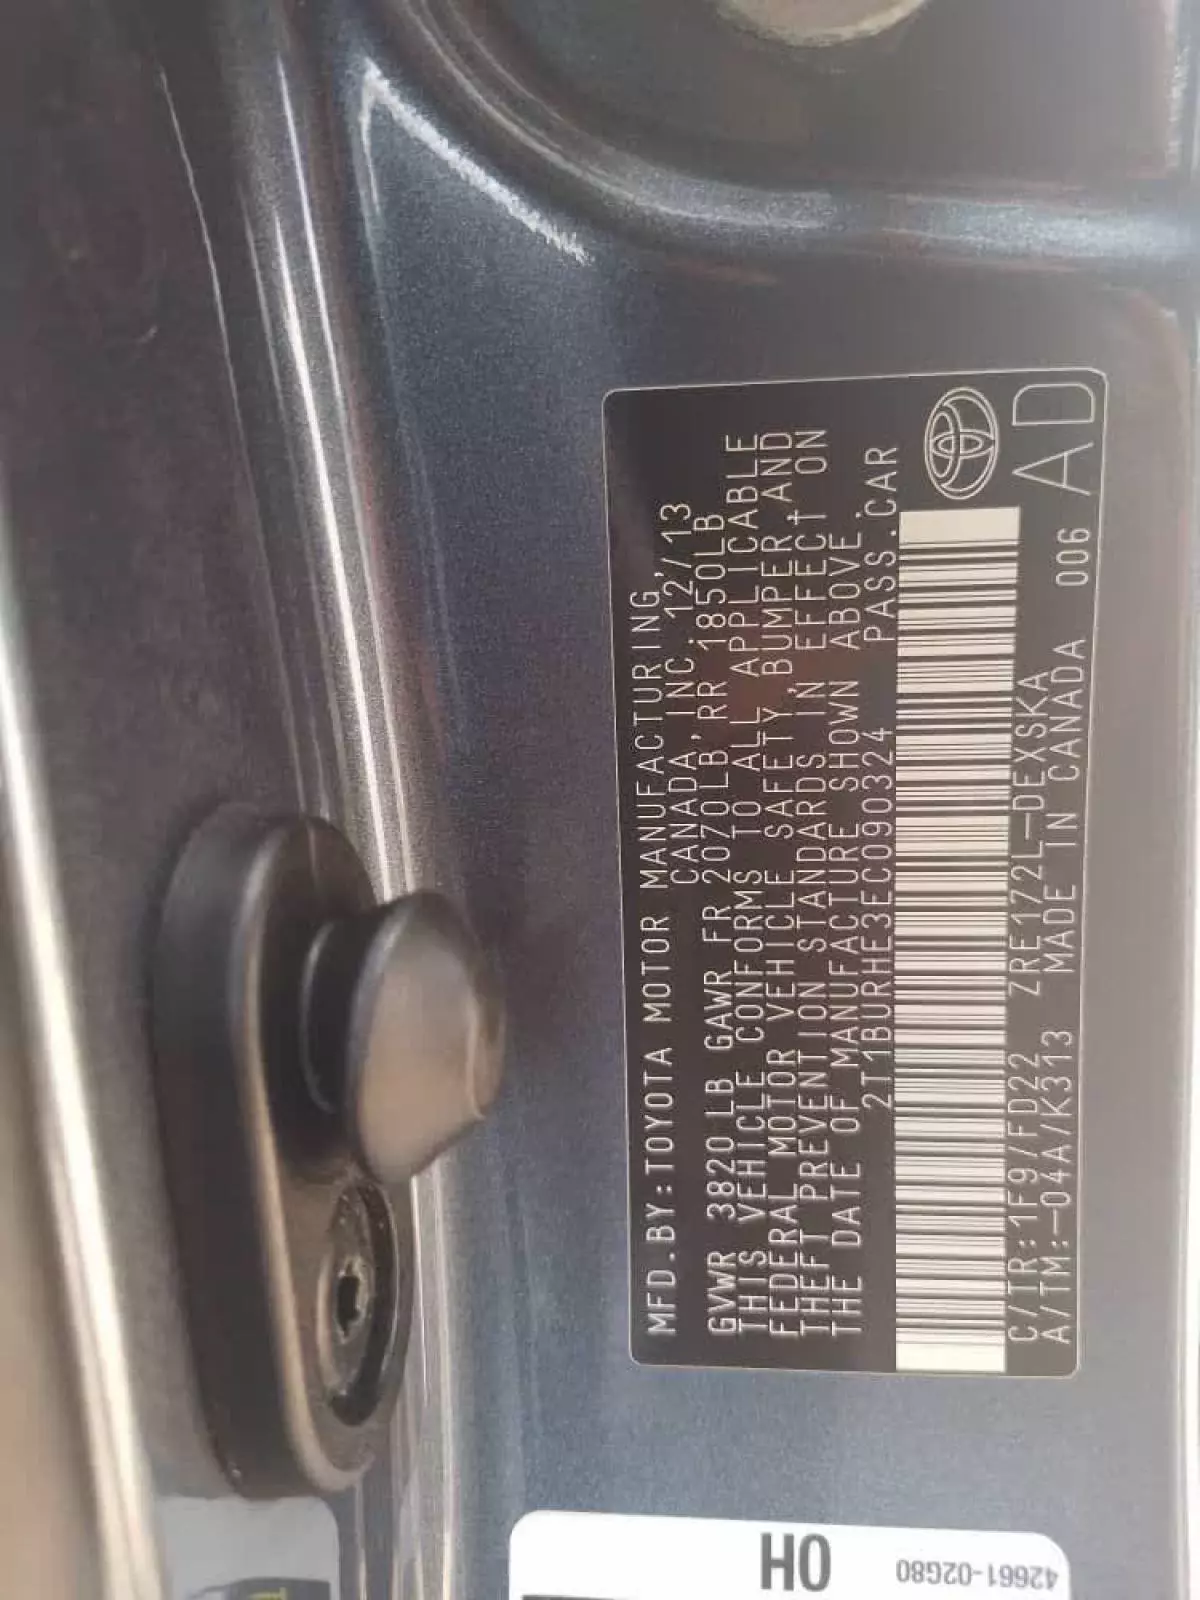 MFD.BY:TOYOTA MOTOR MANUFACTURING,
CANADA,INC. 12/13
GVWR 3820 LB GAWR FR 2070LB,RR 1850LB
THIS VEHICLE CONFORMS TO ALL APPLICABLE
FEDERAL MOTOR VEHICLE SAFETY,BUMPER,AND
THEFT PREVENTION STANDARDS IN EFFECT ON
THE DATE OF MANUFACTURE SHOWN ABOVE.
2T1BURHE3EC090324 PASS.CAR
C/TR:1F9/FD22 ZRE172L-DEXSKA
A/TM:-04A/K313 MADE IN CANADA 006 AD
OH
42661-02G80